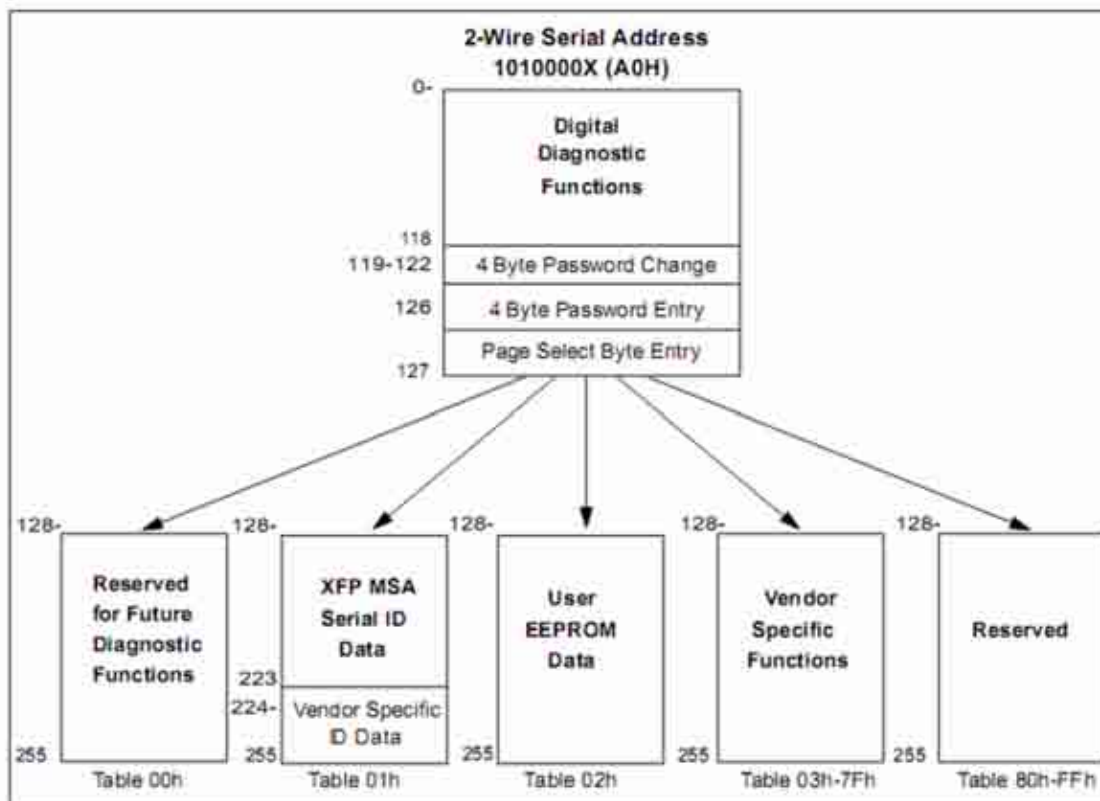 2-Wire Serial Address
1010000X (A0H)
0-
Digital
Diagnostic
Functions
118
119-122
4 Byte Password Change
126
4 Byte Password Entry
Page Select Byte Entry
127
128-
Reserved
for Future
Diagnostic
Functions
255
Table 00h
128-
XFP MSA
Serial ID
Data
223
224-
Vendor Specific
ID Data
255
Table 01h
128-
User
EEPROM
Data
255
Table 02h
128-
Vendor
Specific
Functions
255
Table 03h-7Fh
128-
Reserved
255
Table 80h-FFh